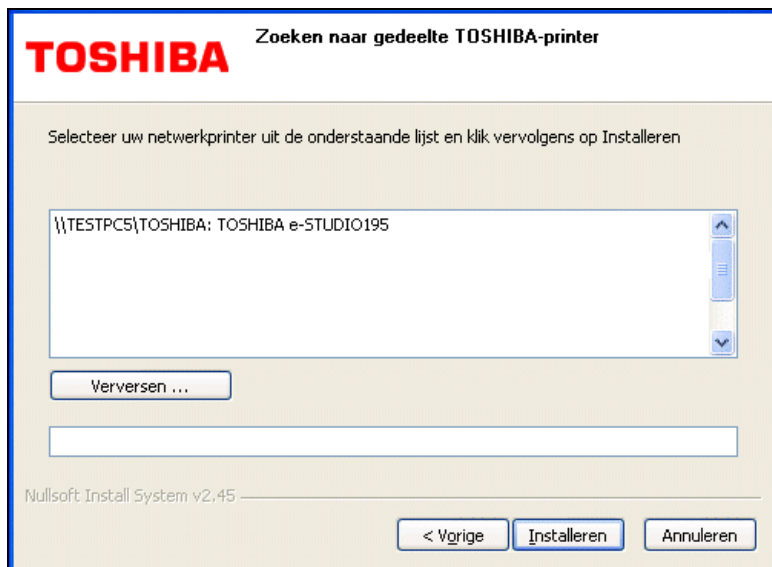 TOSHIBA
Zoeken naar gedeelte TOSHIBA-printer
Selecteer uw netwerkprinter uit de onderstaande lijst en klik vervolgens op Installeren
\\TESTPC5\TOSHIBA: TOSHIBA e-STUDIO195
Verversen ...
Nullsoft Install System v2.45
< Vorige
Installeren
Annuleren